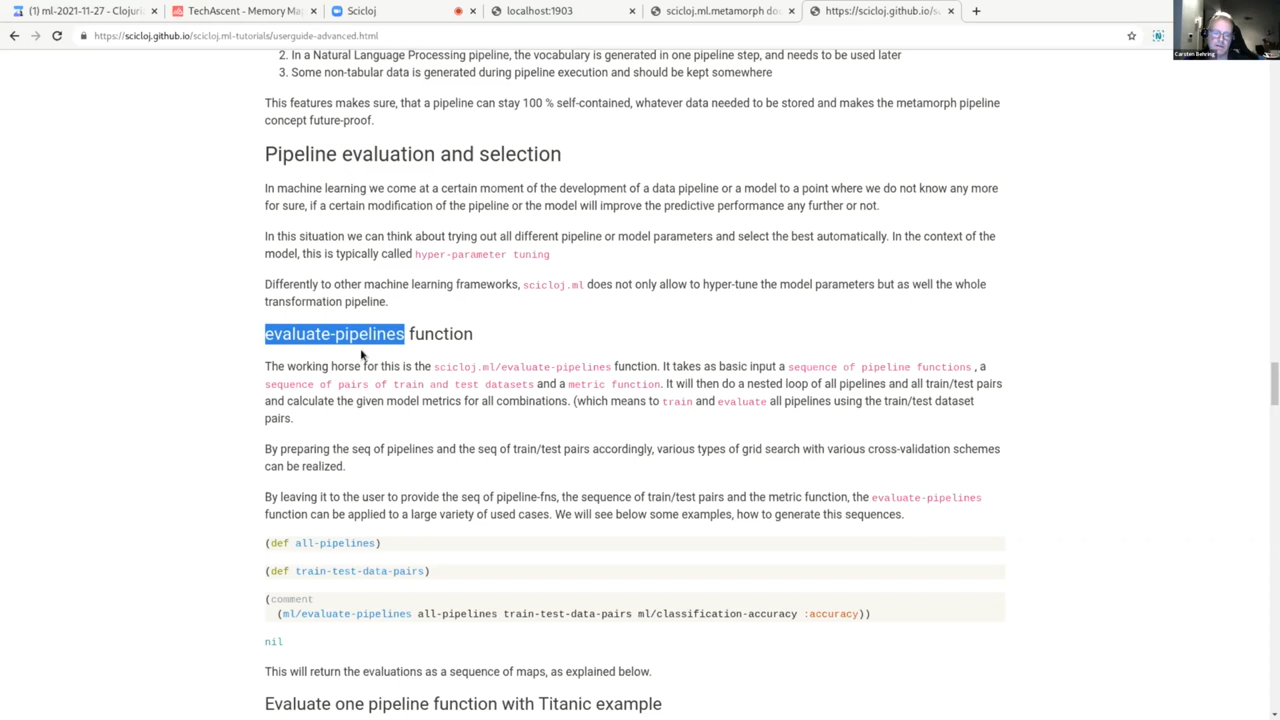 (1) ml-2021-11-27 - Clojuri
TechAscent - Memory Ma
Scicloj
localhost:1903
scicloj.ml.metamorph do
https://scicloj.github.io/su
https://scicloj.github.io/scicloj.ml-tutorials/userguide-advanced.html
Carsten Behring
2. In a Natural Language Processing pipeline, the vocabulary is generated in one pipeline step, and needs to be used later
3. Some non-tabular data is generated during pipeline execution and should be kept somewhere
This features makes sure, that a pipeline can stay 100 % self-contained, whatever data needed to be stored and makes the metamorph pipeline
concept future-proof.
Pipeline evaluation and selection
In machine learning we come at a certain moment of the development of a data pipeline or a model to a point where we do not know any more
for sure, if a certain modification of the pipeline or the model will improve the predictive performance any further or not.
In this situation we can think about trying out all different pipeline or model parameters and select the best automatically. In the context of the
model, this is typically called hyper-parameter tuning
Differently to other machine learning frameworks, scicloj.ml does not only allow to hyper-tune the model parameters but as well the whole
transformation pipeline.
evaluate-pipelines function
The working horse for this is the scicloj.ml/evaluate-pipelines function. It takes as basic input a sequence of pipeline functions , a
sequence of pairs of train and test datasets and a metric function. It will then do a nested loop of all pipelines and all train/test pairs
and calculate the given model metrics for all combinations. (which means to train and evaluate all pipelines using the train/test dataset
pairs.
By preparing the seq of pipelines and the seq of train/test pairs accordingly, various types of grid search with various cross-validation schemes
can be realized.
By leaving it to the user to provide the seq of pipeline-fns, the sequence of train/test pairs and the metric function, the evaluate-pipelines
function can be applied to a large variety of used cases. We will see below some examples, how to generate this sequences.
(def all-pipelines)
(def train-test-data-pairs)
(comment
(ml/evaluate-pipelines all-pipelines train-test-data-pairs ml/classification-accuracy :accuracy))
nil
This will return the evaluations as a sequence of maps, as explained below.
Evaluate one pipeline function with Titanic example